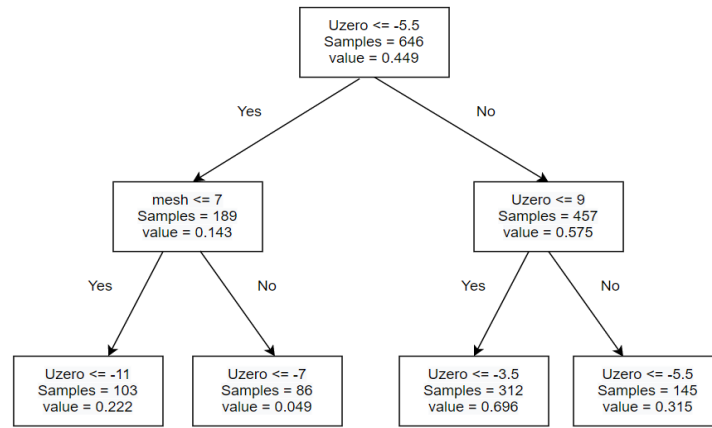 Uzero <= -5.5
Samples = 646
value = 0.449
Yes
No
mesh <= 7
Samples = 189
value = 0.143
Uzero <= 9
Samples = 457
value = 0.575
Yes
No
Yes
No
Uzero <= -11
Samples = 103
value = 0.222
Uzero <= -7
Samples = 86
value = 0.049
Uzero <= -3.5
Samples = 312
value = 0.696
Uzero <= -5.5
Samples = 145
value = 0.315